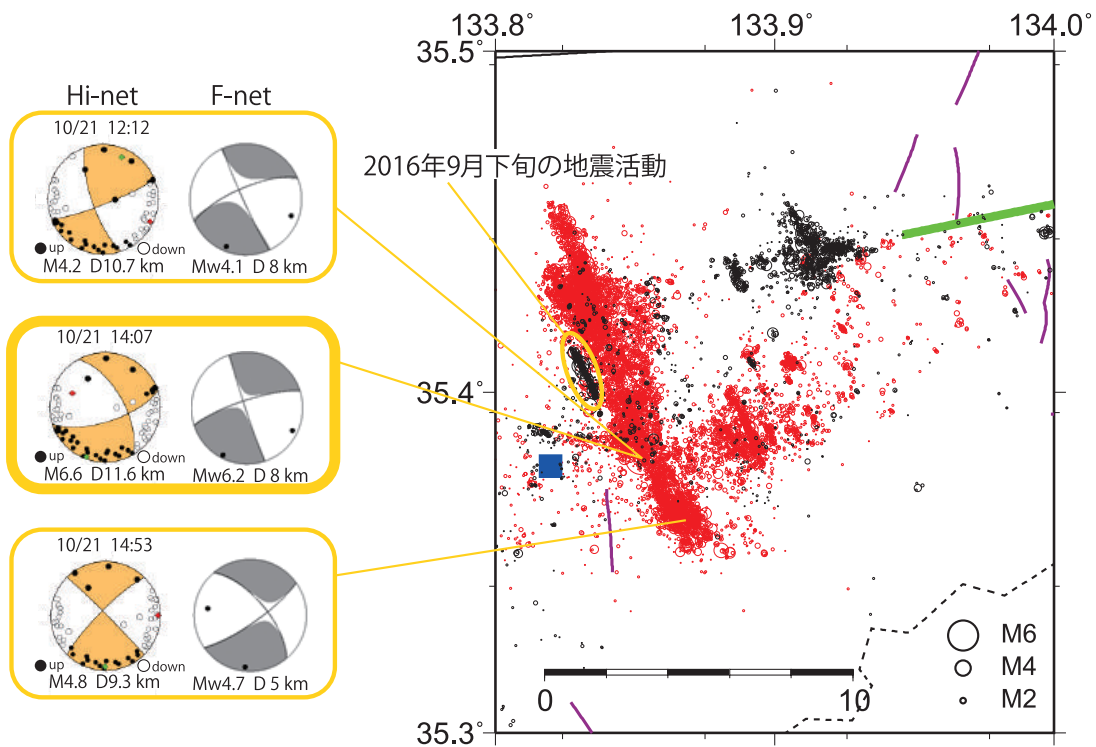 Hi-net F-net
10/21 12:12
up down
M4.2 D10.7 km Mw4.1 D 8 km
10/21 14:07
up down
M6.6 D11.6 km Mw6.2 D 8 km
10/21 14:53
up down
M4.8 D9.3 km Mw4.7 D 5 km
133.8˚ 133.9˚ 134.0˚
35.5˚
2016年9月下旬の地震活動
35.4˚
35.3˚
0 10
M6
M4
M2